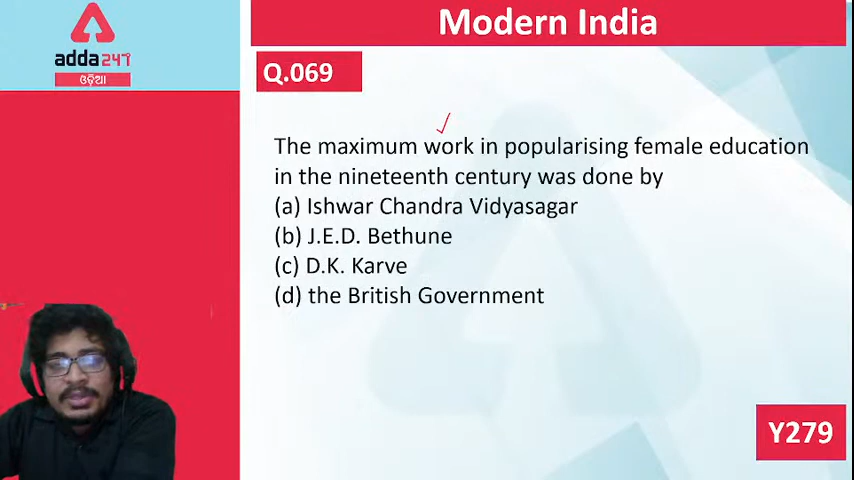 Modern India
adda247
ଓଡ଼ିଆ
Q.069
The maximum work in popularising female education
in the nineteenth century was done by
(a) Ishwar Chandra Vidyasagar
(b) J.E.D. Bethune
(c) D.K. Karve
(d) the British Government
Y279